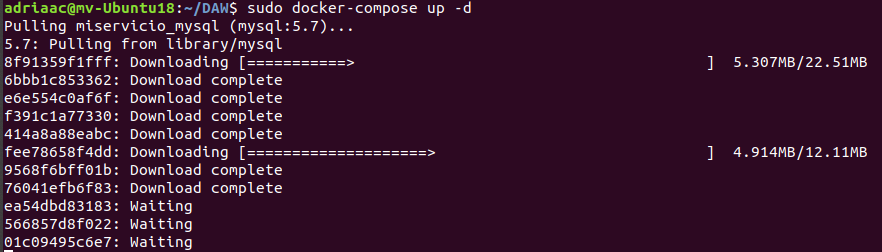 adriaac@mv-Ubuntu18:~/DAW$ sudo docker-compose up -d
Pulling miservicio_mysql (mysql:5.7)...
5.7: Pulling from library/mysql
8f91359f1fff: Downloading [===========>                                       ]  5.307MB/22.51MB
6bbb1c853362: Download complete
e6e554c0af6f: Download complete
f391c1a77330: Download complete
414a8a88eabc: Download complete
fee78658f4dd: Downloading [====================>                              ]  4.914MB/12.11MB
9568f6bff01b: Download complete
76041efb6f83: Download complete
ea54dbd83183: Waiting
566857d8f022: Waiting
01c09495c6e7: Waiting